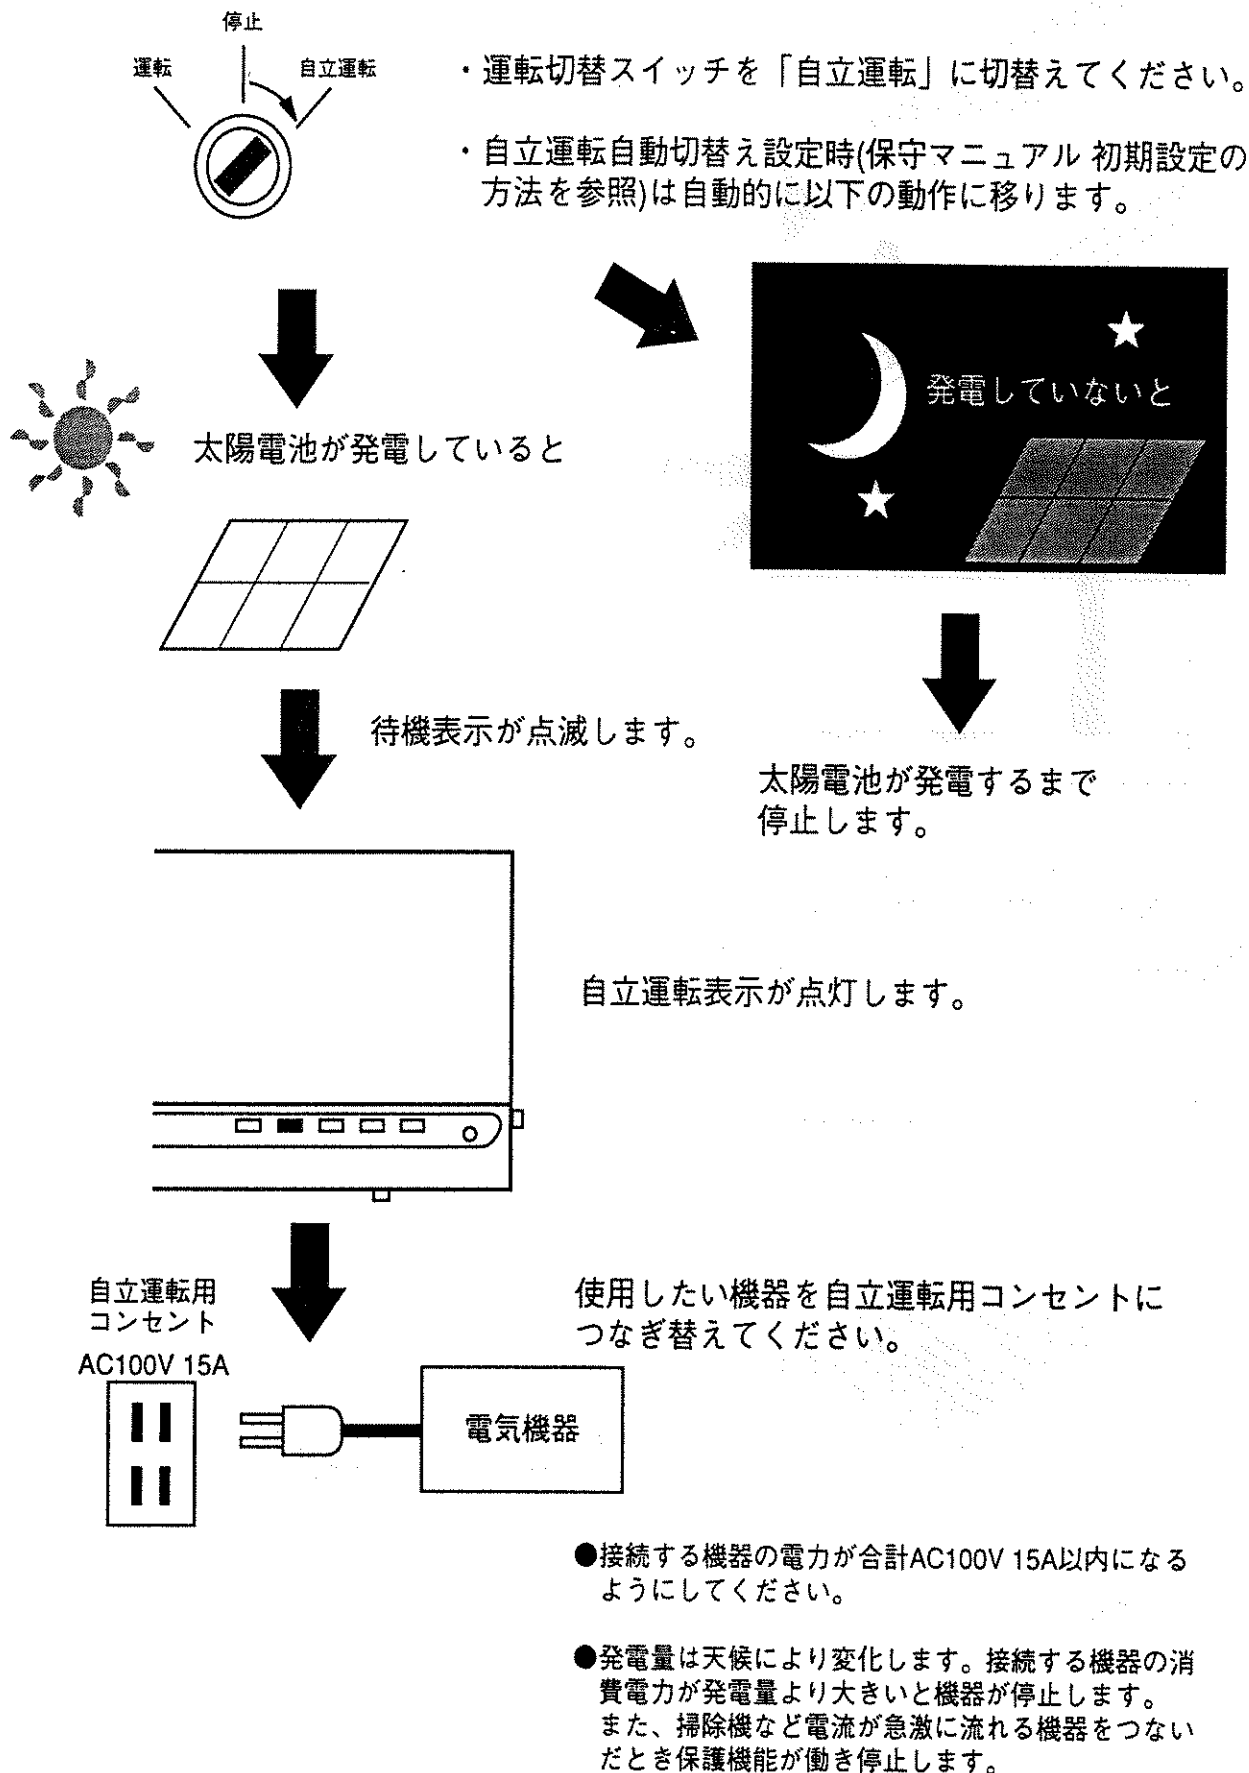 停止
運転
自立運転
・運転切替スイッチを「自立運転」に切替えてください。
・自立運転自動切替え設定時(保守マニュアル 初期設定の
方法を参照)は自動的に以下の動作に移ります。
発電していないと
太陽電池が発電していると
待機表示が点滅します。
太陽電池が発電するまで
停止します。
自立運転表示が点灯します。
自立運転用
コンセント
AC100V 15A
使用したい機器を自立運転用コンセントに
つなぎ替えてください。
電気機器
●接続する機器の電力が合計AC100V 15A以内になる
ようにしてください。
●発電量は天候により変化します。接続する機器の消
費電力が発電量より大きいと機器が停止します。
また、掃除機など電流が急激に流れる機器をつない
だとき保護機能が働き停止します。